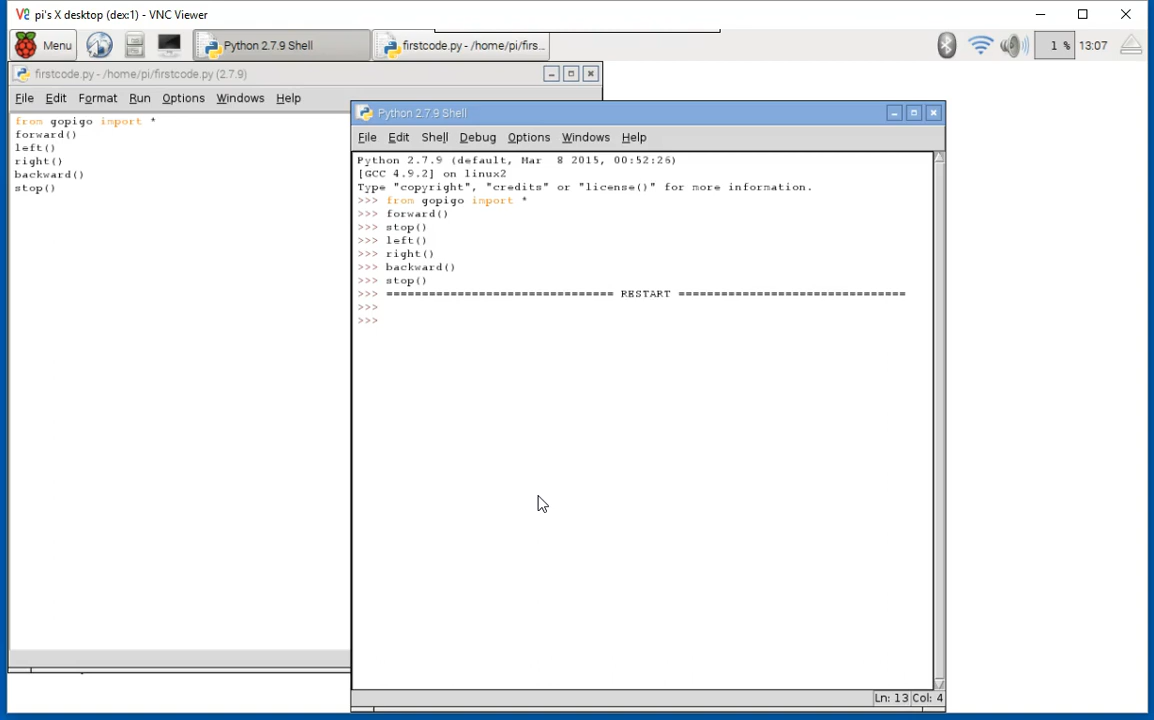 pi's X desktop (dex:1) - VNC Viewer
Menu
Python 2.7.9 Shell
firstcode.py - /home/pi/firs...
1 %
13:07
firstcode.py - /home/pi/firstcode.py (2.7.9)
File Edit Format Run Options Windows Help
from gopigo import *
forward()
left()
right()
backward()
stop()
Python 2.7.9 Shell
File Edit Shell Debug Options Windows Help
Python 2.7.9 (default, Mar  8 2015, 00:52:26)
[GCC 4.9.2] on linux2
Type "copyright", "credits" or "license()" for more information.
>>> from gopigo import *
>>> forward()
>>> stop()
>>> left()
>>> right()
>>> backward()
>>> stop()
>>> ================================ RESTART ================================
>>>
>>>
Ln: 13 Col: 4